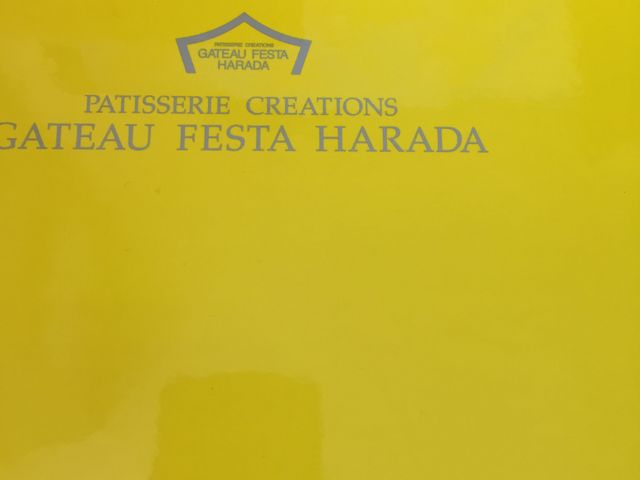 PATISSERIE CREATIONS
GATEAU FESTA
HARADA
PATISSERIE CREATIONS
GATEAU FESTA HARADA